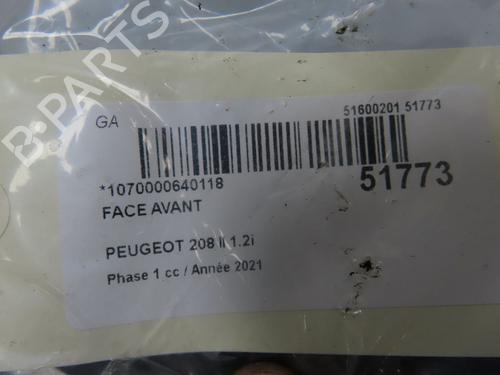 B-PARTS
GA
51600201 51773
*1070000640118
51773
FACE AVANT
PEUGEOT 208 II 1.2i
Phase 1 cc / Année 2021